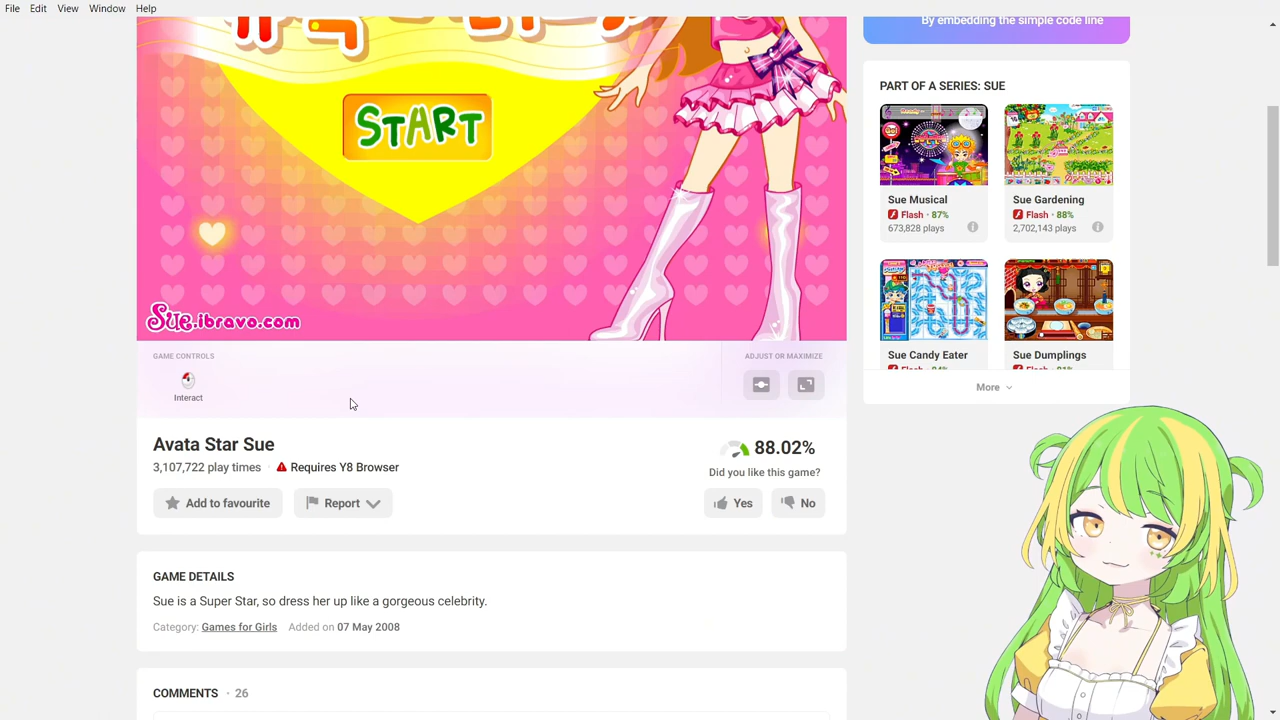 File Edit View Window Help
By embedding the simple code line
START
Sue.ibravo.com
GAME CONTROLS
ADJUST OR MAXIMIZE
Interact
Avata Star Sue
3,107,722 play times · Requires Y8 Browser
Add to favourite
Report
88.02%
Did you like this game?
Yes
No
GAME DETAILS
Sue is a Super Star, so dress her up like a gorgeous celebrity.
Category: Games for Girls Added on 07 May 2008
COMMENTS · 26
PART OF A SERIES: SUE
Sue Musical
Flash · 87%
673,828 plays
Sue Gardening
Flash · 88%
2,702,143 plays
Sue Candy Eater
Sue Dumplings
More